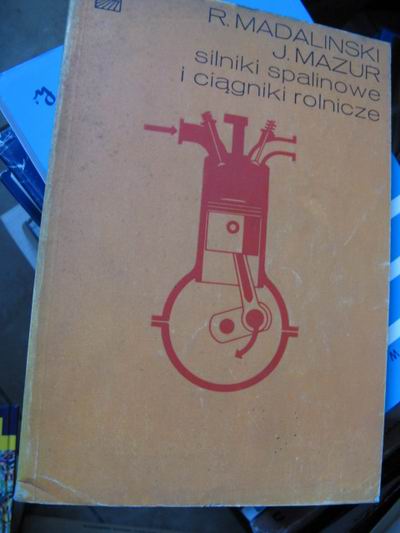 R. MADALINSKI
J. MAZUR
silniki spalinowe
i ciągniki rolnicze